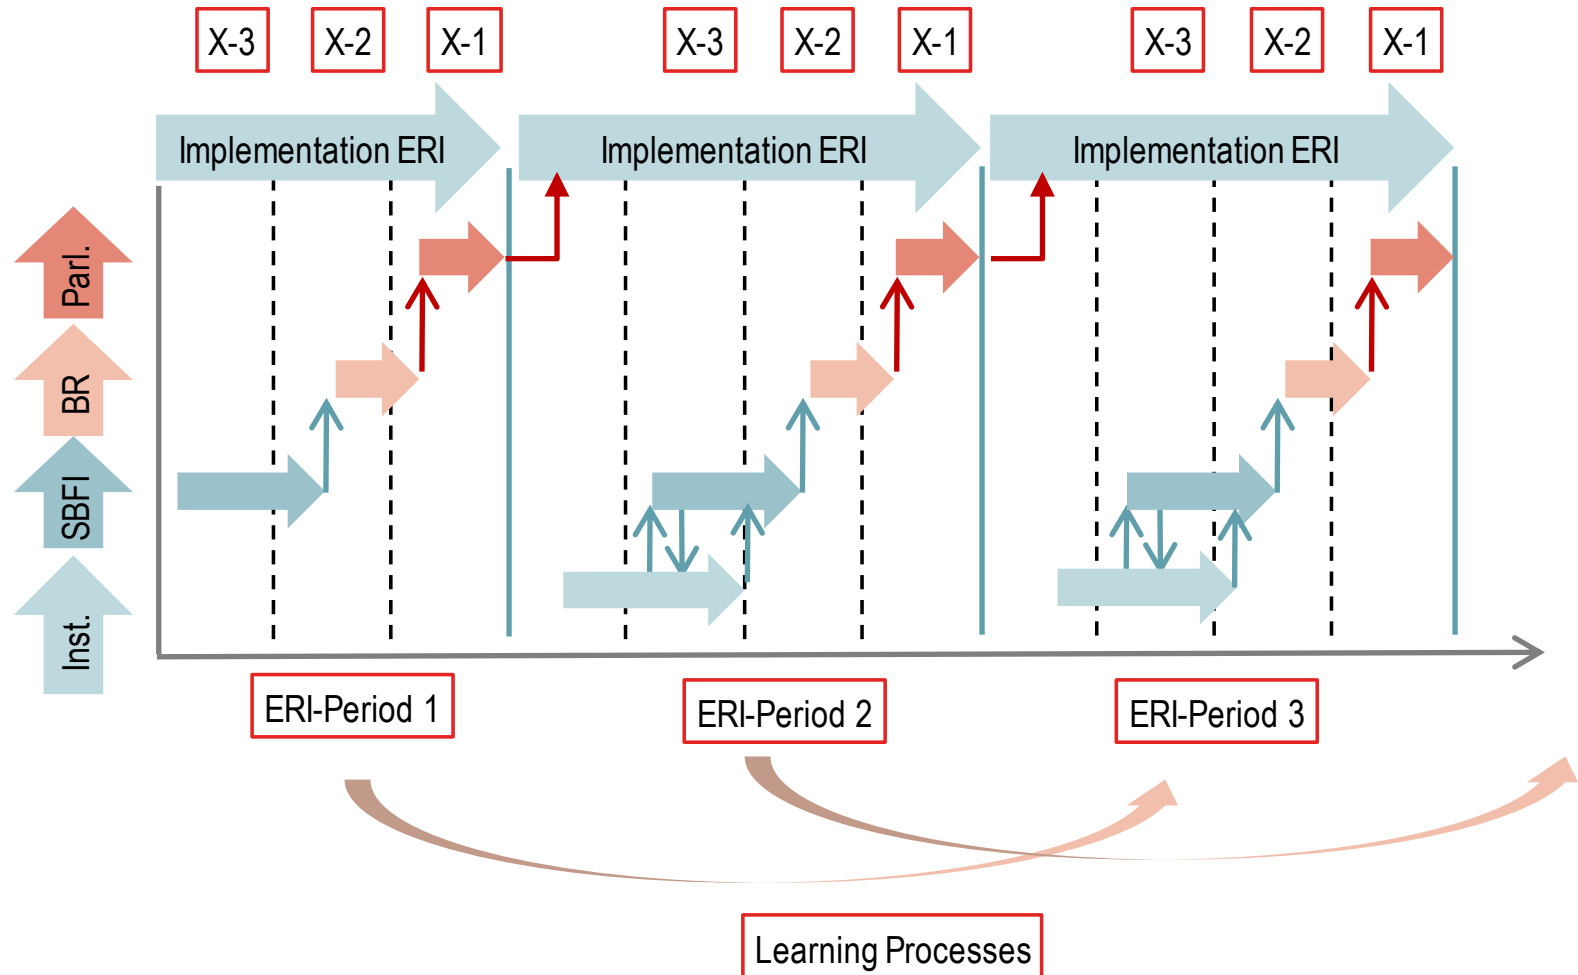 X-3
X-2
X-1
X-3
X-2
X-1
X-3
X-2
X-1
Implementation ERI
Implementation ERI
Implementation ERI
Parl.
BR
SBFI
Inst.
ERI-Period 1
ERI-Period 2
ERI-Period 3
Learning Processes